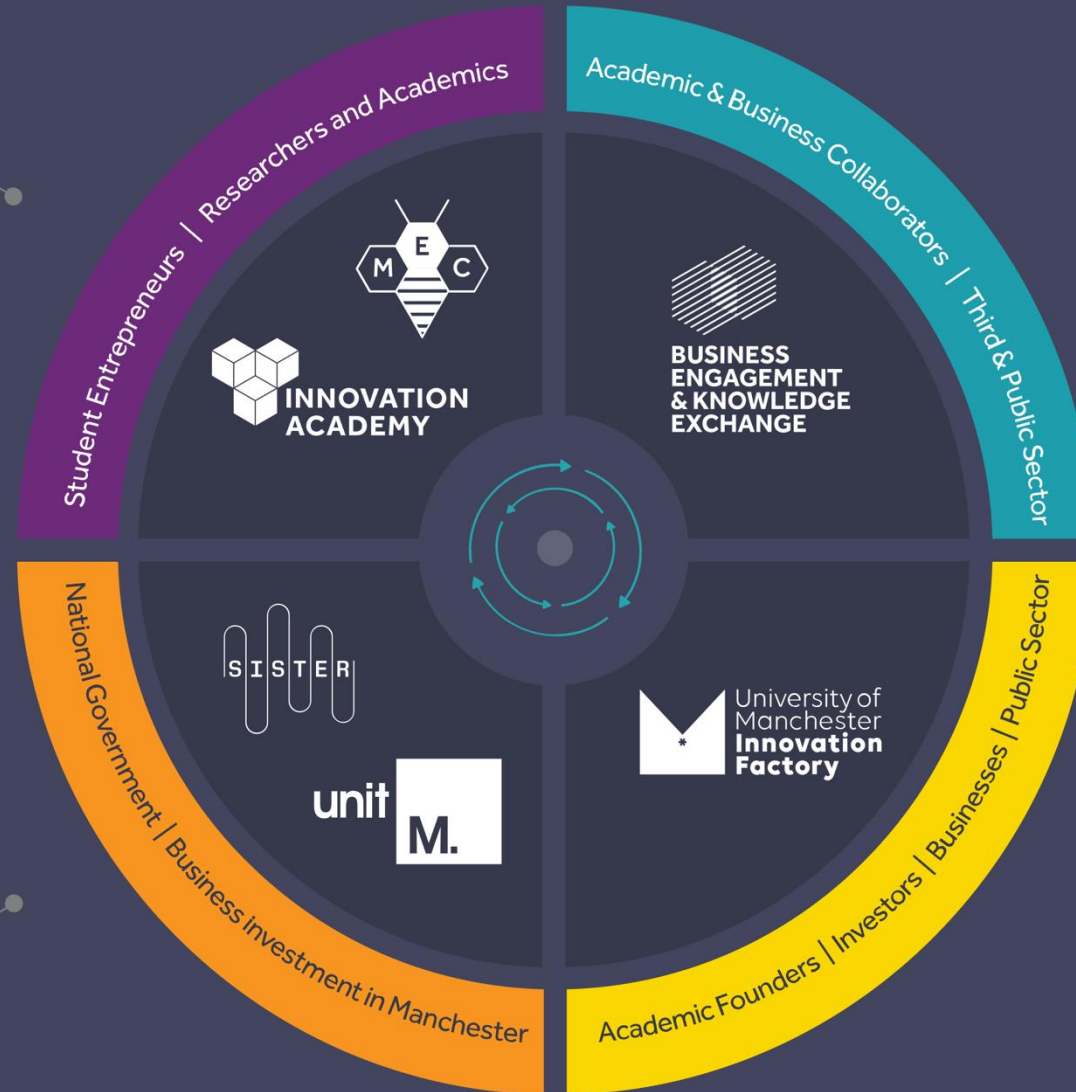 Student Entrepreneurs | Researchers and Academics
Academic & Business Collaborators | Third & Public Sector
M E C
INNOVATION
ACADEMY
BUSINESS
ENGAGEMENT
& KNOWLEDGE
EXCHANGE
SISTER
unit M.
University of
Manchester
Innovation
Factory
National Government | Business investment in Manchester
Academic Founders | Investors | Businesses | Public Sector